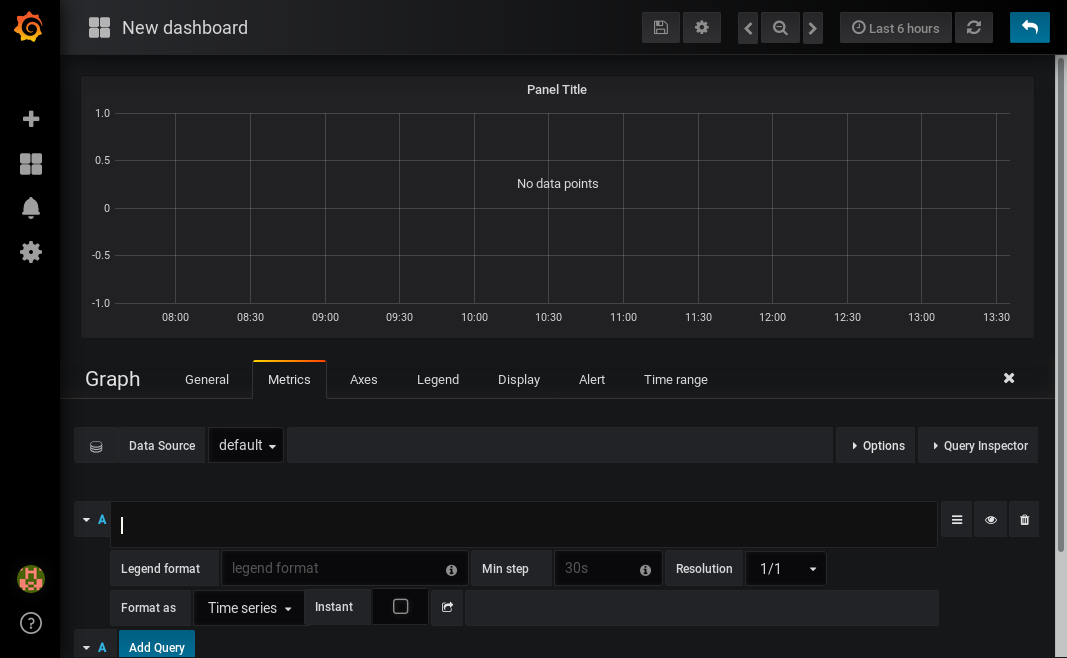 New dashboard
Last 6 hours
Panel Title
1.0
0.5
0
-0.5
-1.0
No data points
08:00 08:30 09:00 09:30 10:00 10:30 11:00 11:30 12:00 12:30 13:00 13:30
Graph General Metrics Axes Legend Display Alert Time range
Data Source default Options Query Inspector
A
Legend format legend format Min step 30s Resolution 1/1
Format as Time series Instant
A Add Query